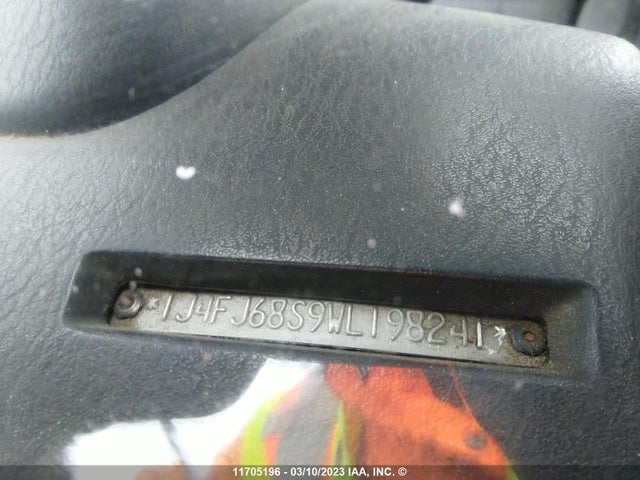 *1J4FJ68S9WL198241*
11705196 - 03/10/2023 IAA, INC. ©